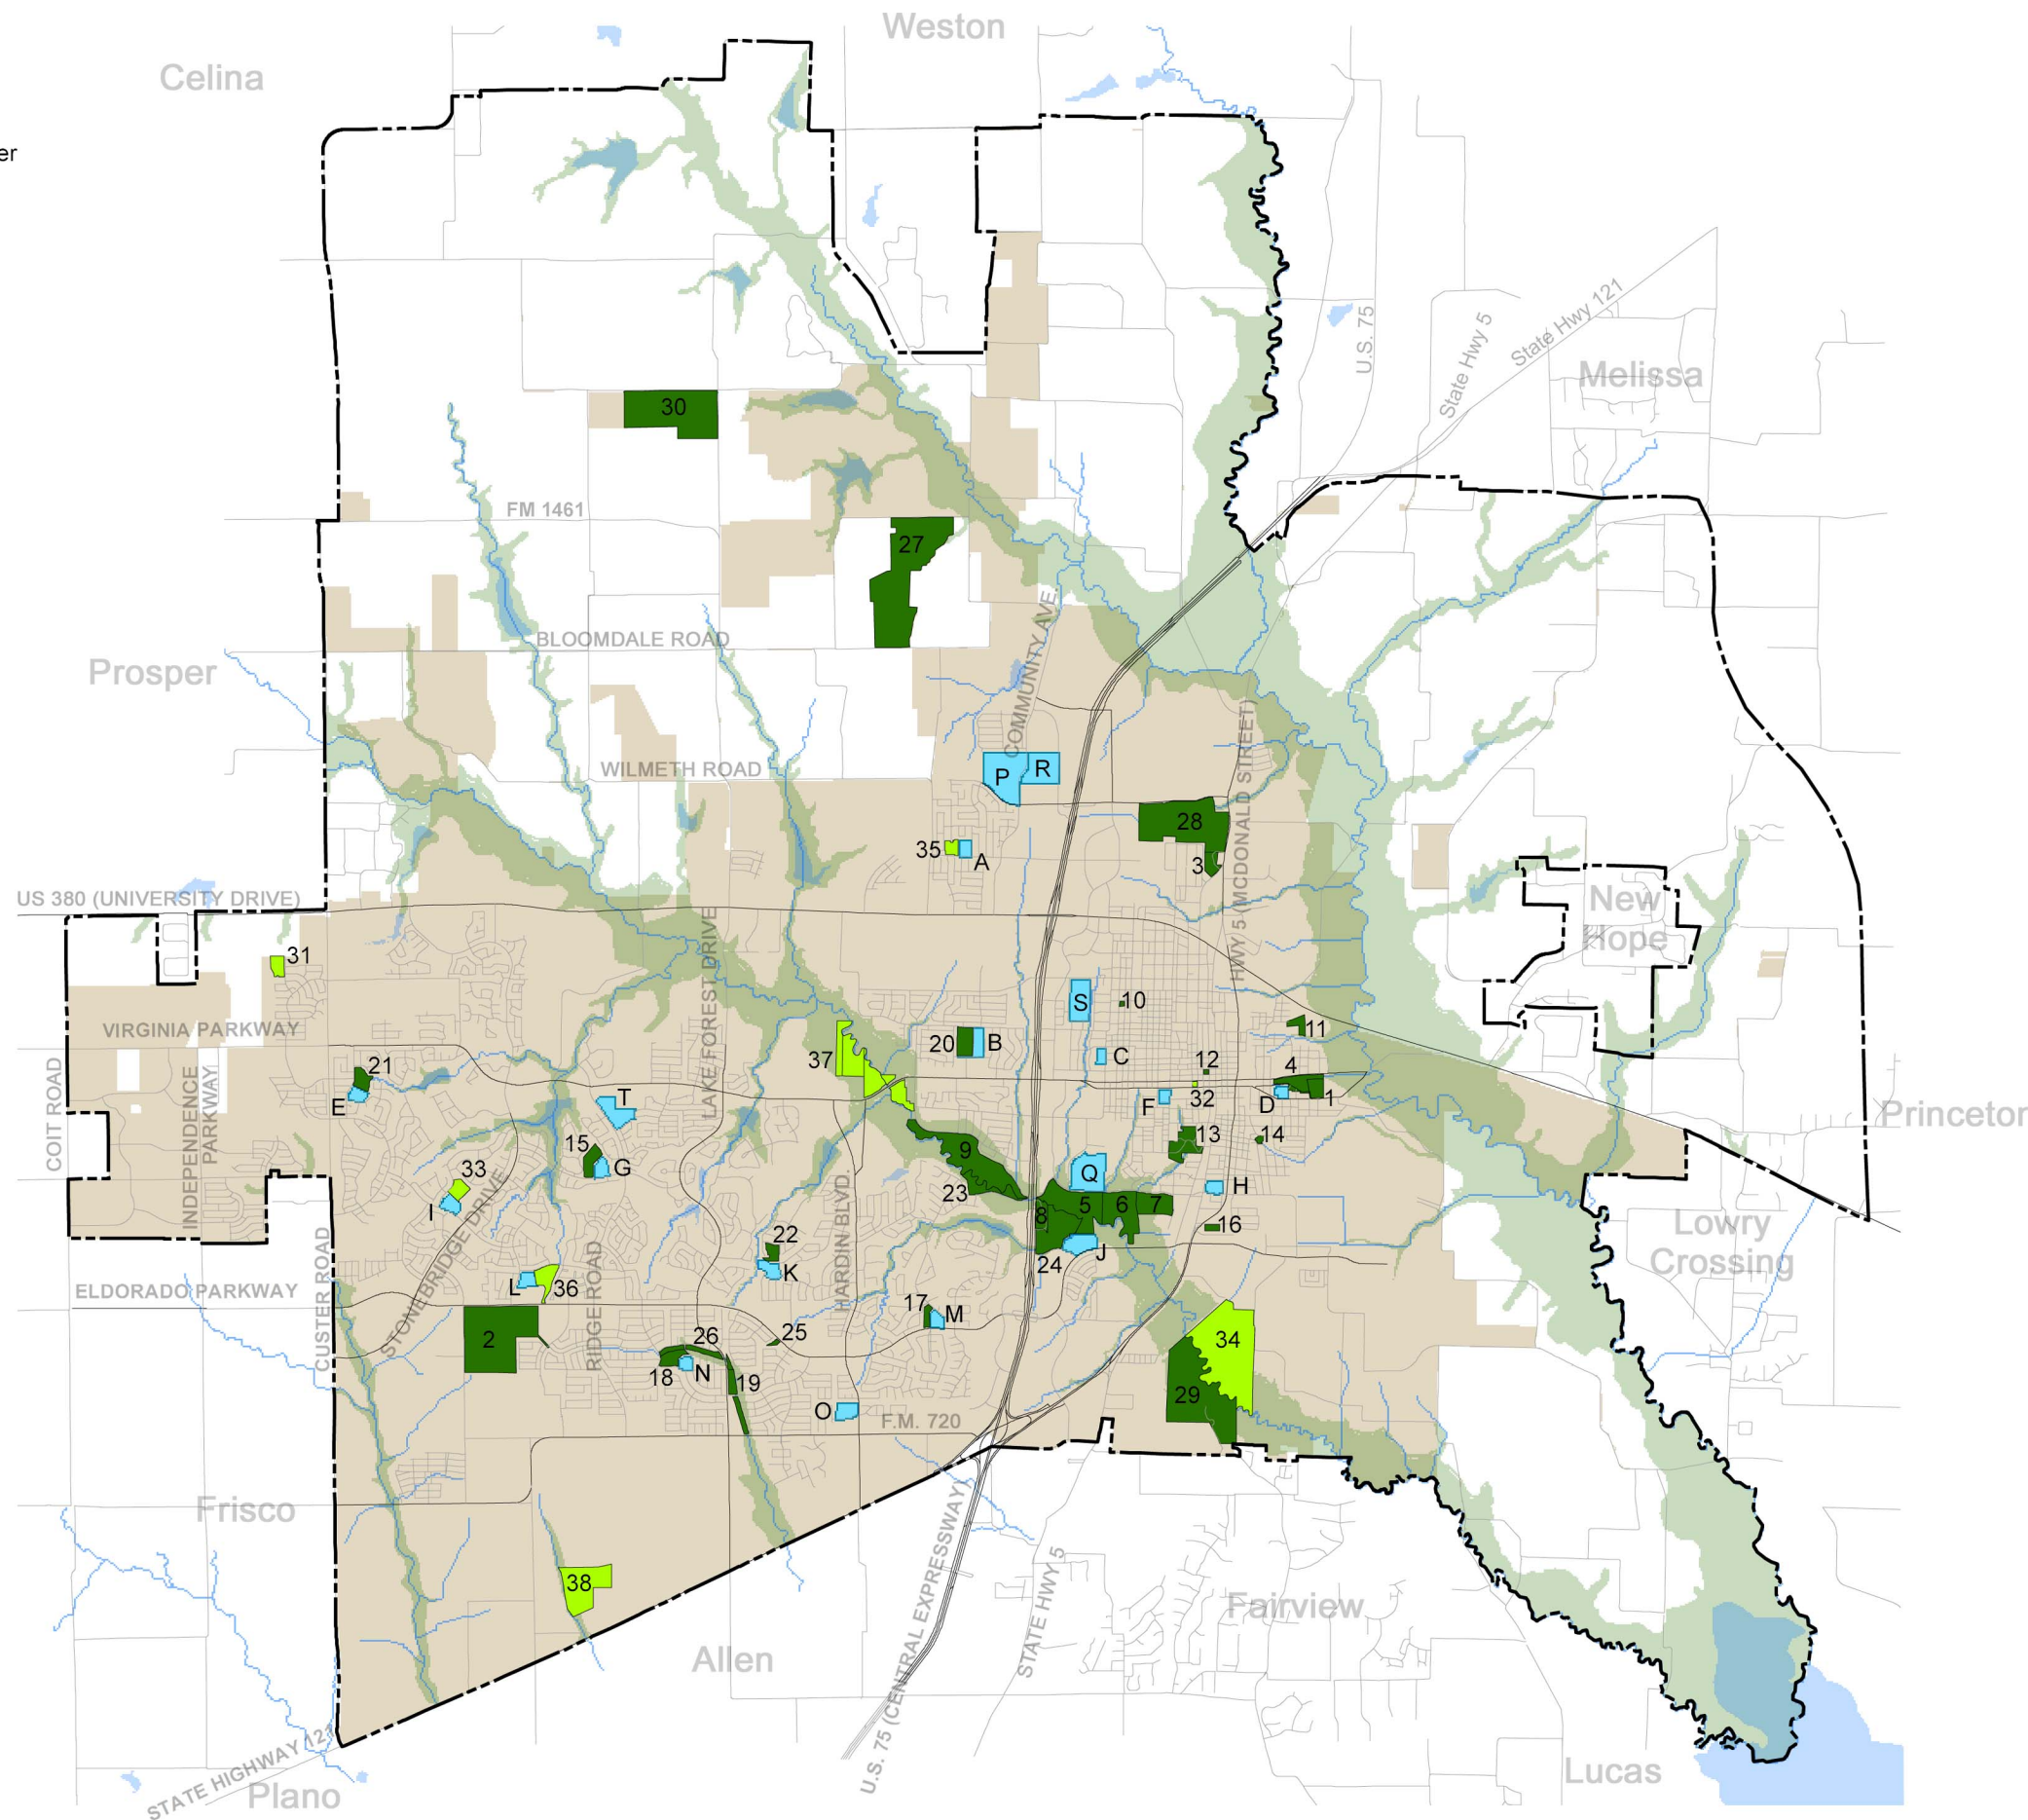 Weston
Celina
er
U.S. 75
State Hwy 5
State Hwy 121
Melissa
30
FM 1461
27
BLOOMDALE ROAD
COMMUNITY AVE.
Prosper
HWY 5 (MCDONALD STREET)
WILMETH ROAD
P
R
28
35
A
3
US 380 (UNIVERSITY DRIVE)
New
Hope
31
LAKE FOREST DRIVE
S
10
VIRGINIA PARKWAY
11
37
20
B
C
21
12
4
COIT ROAD
INDEPENDENCE
PARKWAY
E
T
F
32
D
1
Princetor
15
G
13
14
9
33
I
23
Q
H
STONEBRIDGE DRIVE
8
5
6
7
16
Lowry
Crossing
22
K
J
24
HARDIN BLVD.
CUSTER ROAD
RIDGE ROAD
ELDORADO PARKWAY
L
36
17
M
2
26
25
34
18
N
19
29
O
F.M. 720
Frisco
38
U.S. 75 (CENTRAL EXPRESSWAY)
STATE HWY 5
Fairview
Allen
STATE HIGHWAY 121
Plano
Lucas